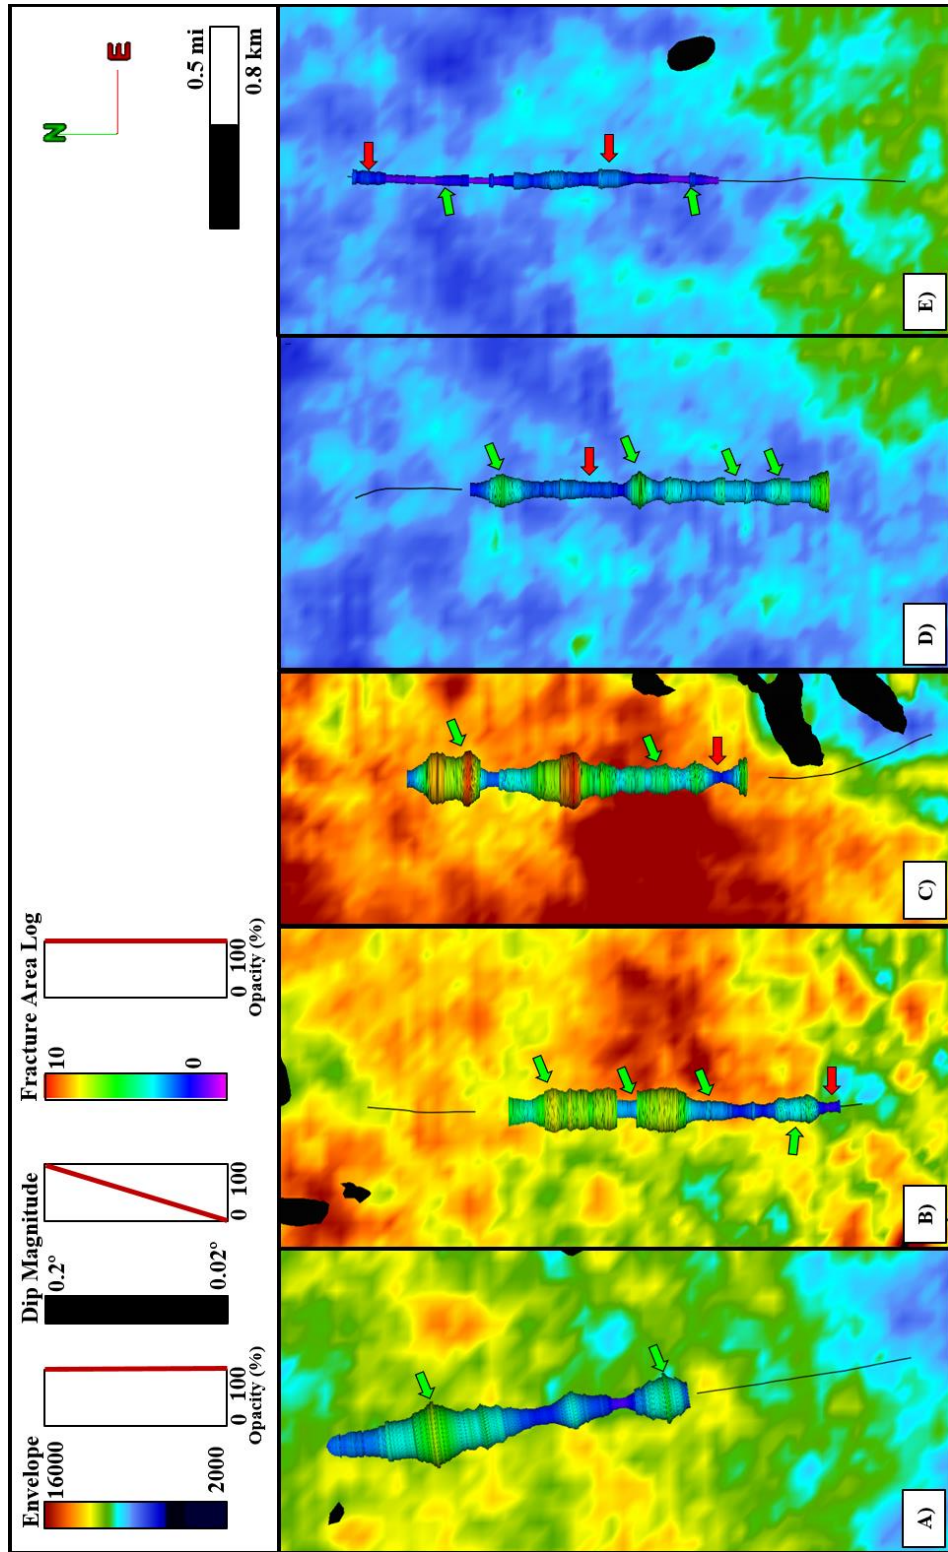 Envelope
16000
2000
0 100
Opacity (%)
Dip Magnitude
0.2°
0.02°
0 100
Fracture Area Log
10
0
0 100
Opacity (%)
N
E
0.5 mi
0.8 km
A)
B)
C)
D)
E)